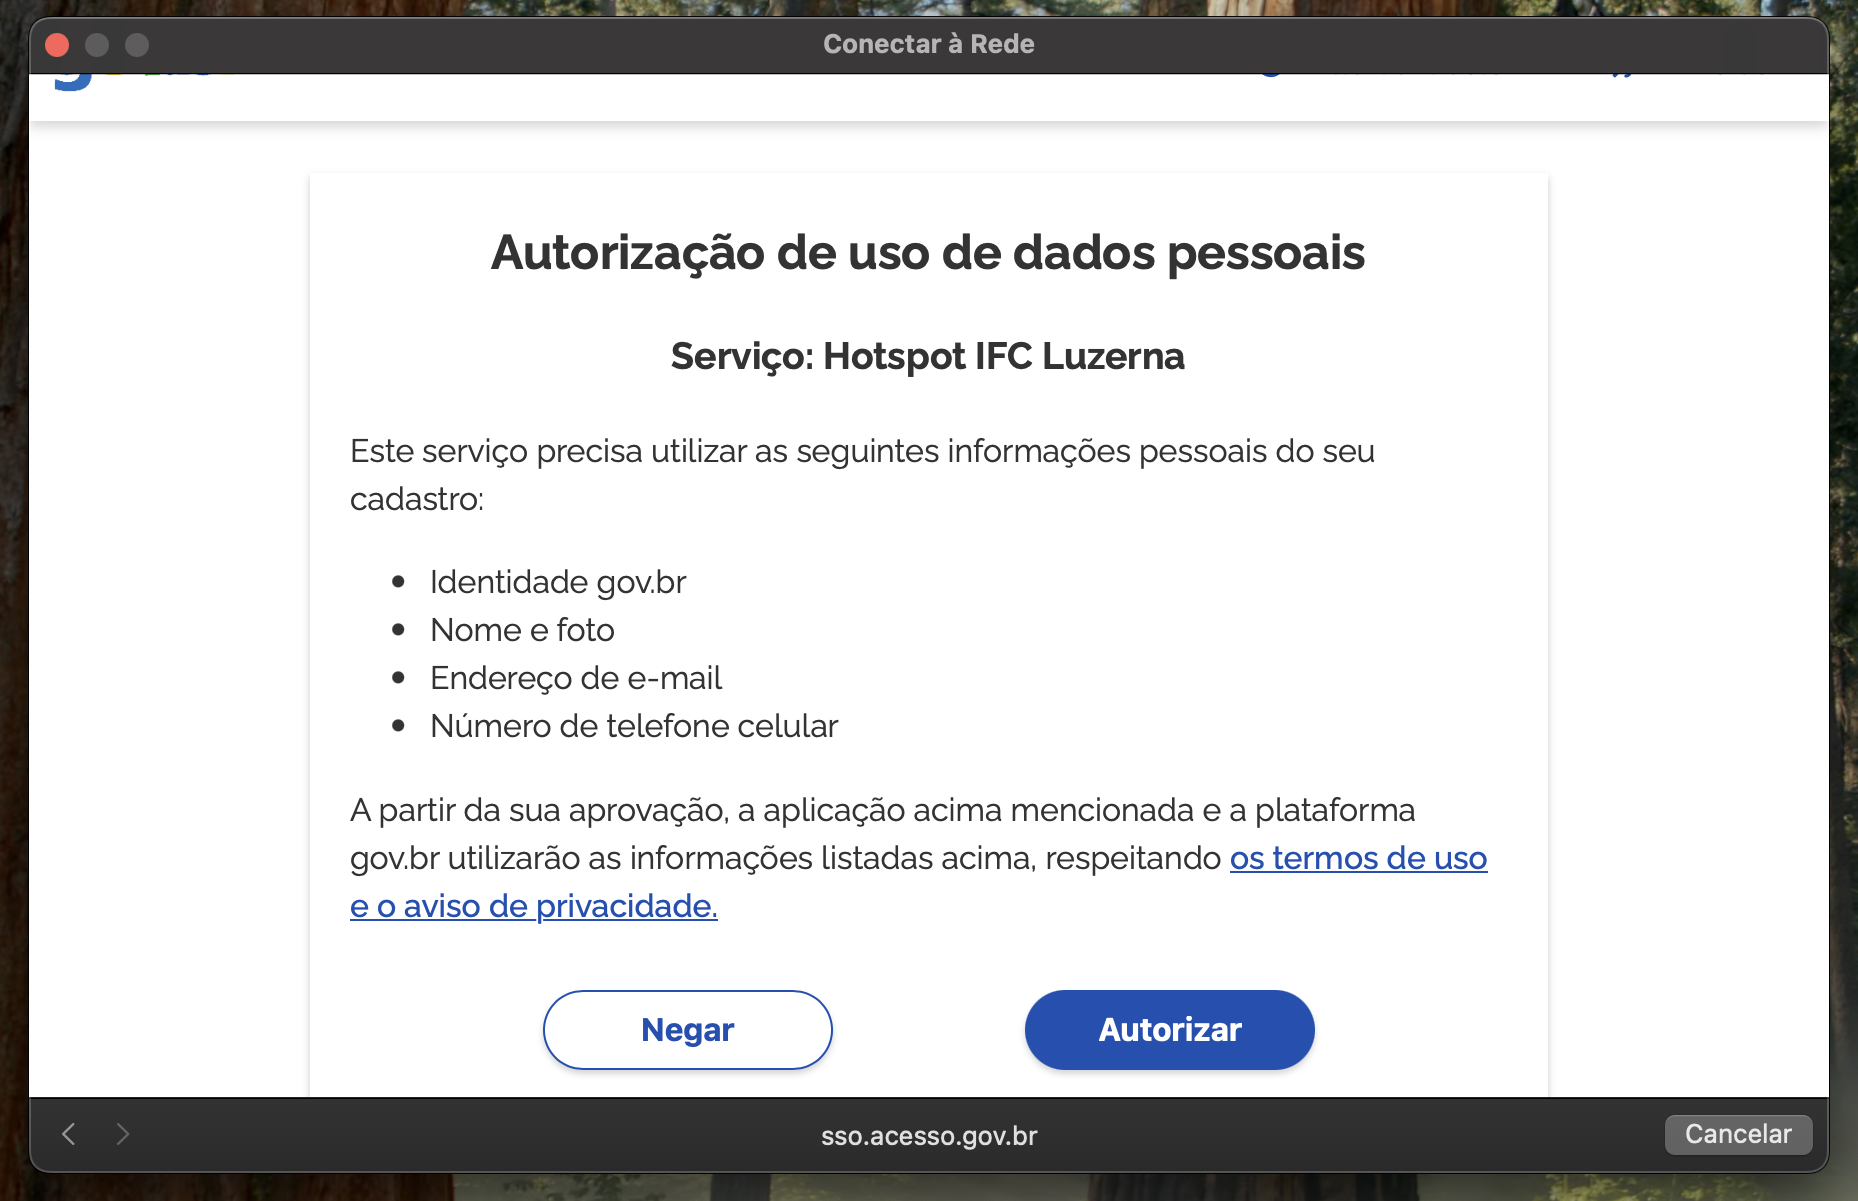 Conectar à Rede
Autorização de uso de dados pessoais
Serviço: Hotspot IFC Luzerna
Este serviço precisa utilizar as seguintes informações pessoais do seu
cadastro:
Identidade gov.br
Nome e foto
Endereço de e-mail
Número de telefone celular
A partir da sua aprovação, a aplicação acima mencionada e a plataforma
gov.br utilizarão as informações listadas acima, respeitando os termos de uso
e o aviso de privacidade.
Negar
Autorizar
sso.acesso.gov.br
Cancelar